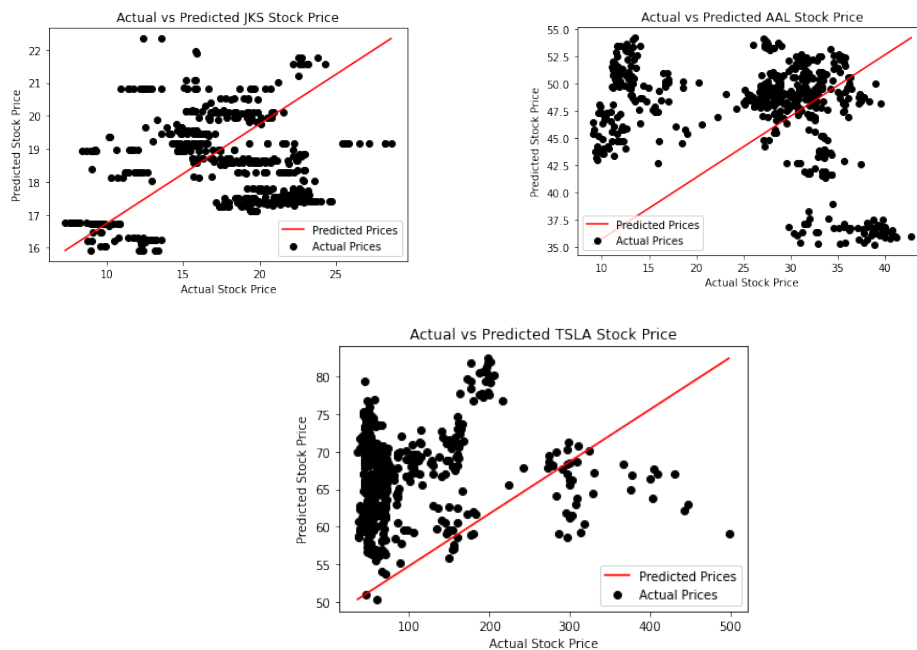 Actual vs Predicted JKS Stock Price
22
21
20
19
18
17
16
Predicted Stock Price
10
15
20
25
Actual Stock Price
Predicted Prices
Actual Prices
Actual vs Predicted AAL Stock Price
55.0
52.5
50.0
47.5
45.0
42.5
40.0
37.5
35.0
Predicted Stock Price
10
15
20
25
30
35
40
Actual Stock Price
Predicted Prices
Actual Prices
Actual vs Predicted TSLA Stock Price
80
75
70
65
60
55
50
Predicted Stock Price
100
200
300
400
500
Actual Stock Price
Predicted Prices
Actual Prices